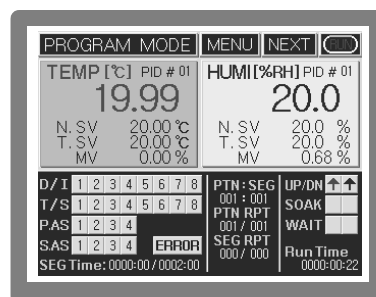 PROGRAM MODE MENU NEXT RUN
TEMP [℃] PID # 01
19.99
N. SV 20.00 ℃
T. SV 20.00 ℃
MV 0.00 %
HUMI [%RH] PID # 01
20.0
N. SV 20.0 %
T. SV 20.0 %
MV 0.68 %
D/I 1 2 3 4 5 6 7 8
T/S 1 2 3 4 5 6 7 8
P.AS 1 2 3 4
S.AS 1 2 3 4 ERROR
SEG Time: 0000:00 / 0002:00
PTN : SEG
001 : 001
PTN RPT
001 / 001
SEG RPT
000 / 000
UP/DN ↑ ↑
SOAK
WAIT
Run Time
0000:00:22